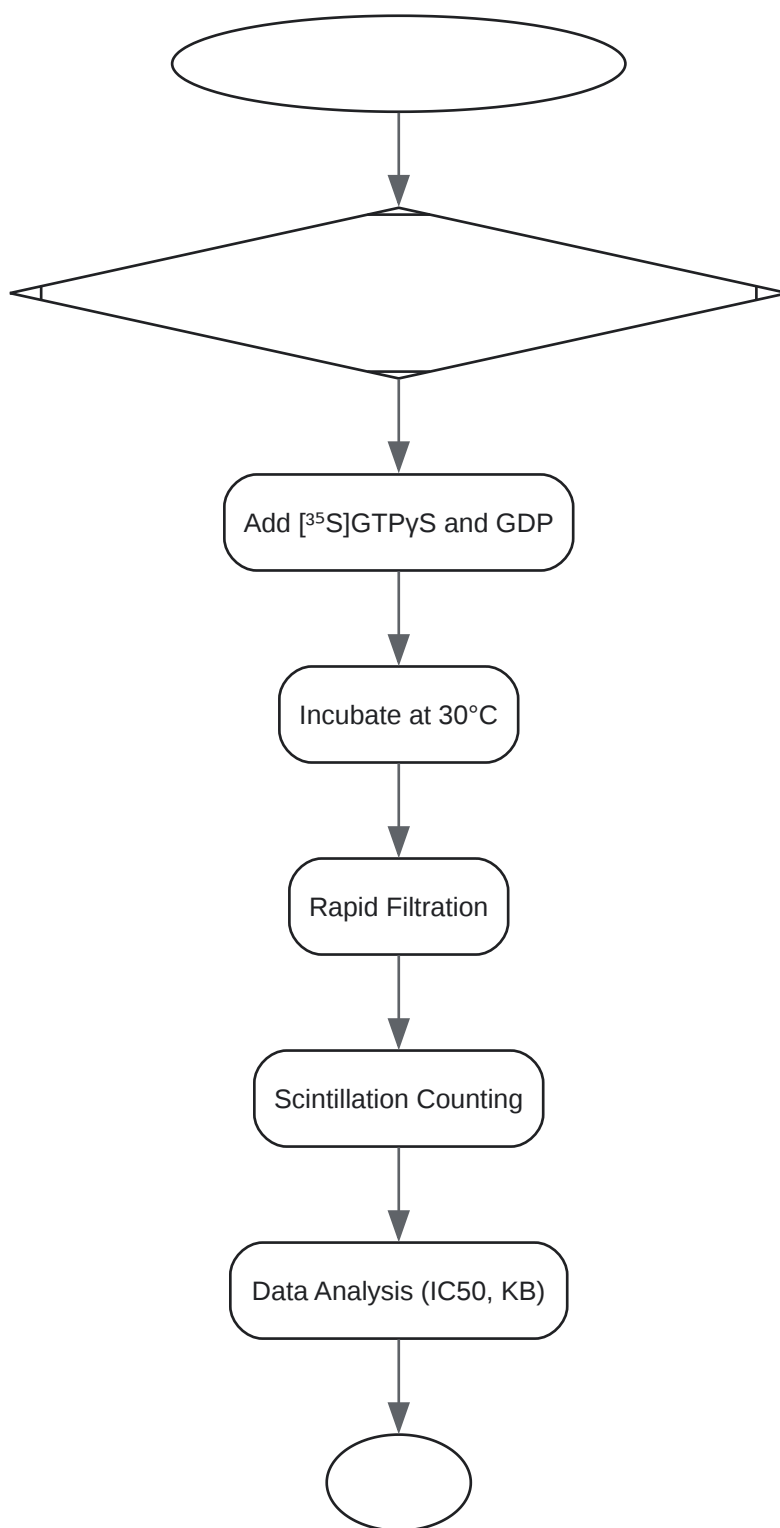 Add [³⁵S]GTPγS and GDP
Incubate at 30°C
Rapid Filtration
Scintillation Counting
Data Analysis (IC50, KB)